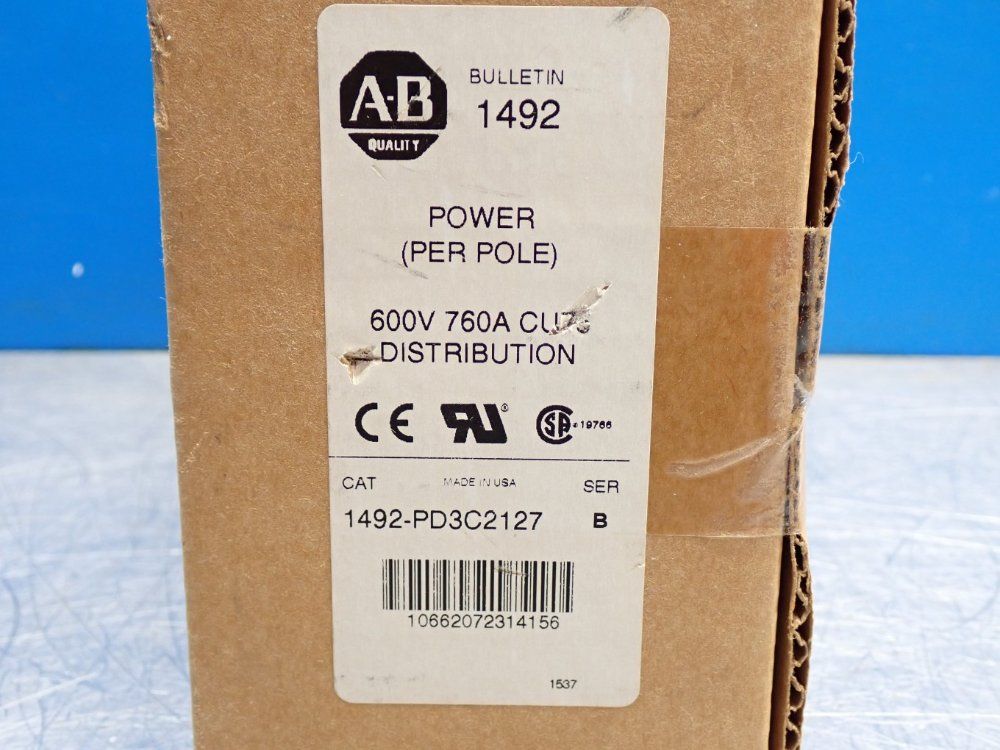 A-B
QUALITY
BULLETIN
1492
POWER
(PER POLE)
600V 760A
DISTRIBUTION
CE
SA
19766
CAT MADE IN USA SER
1492-PD3C2127 B
10662072314156
1537